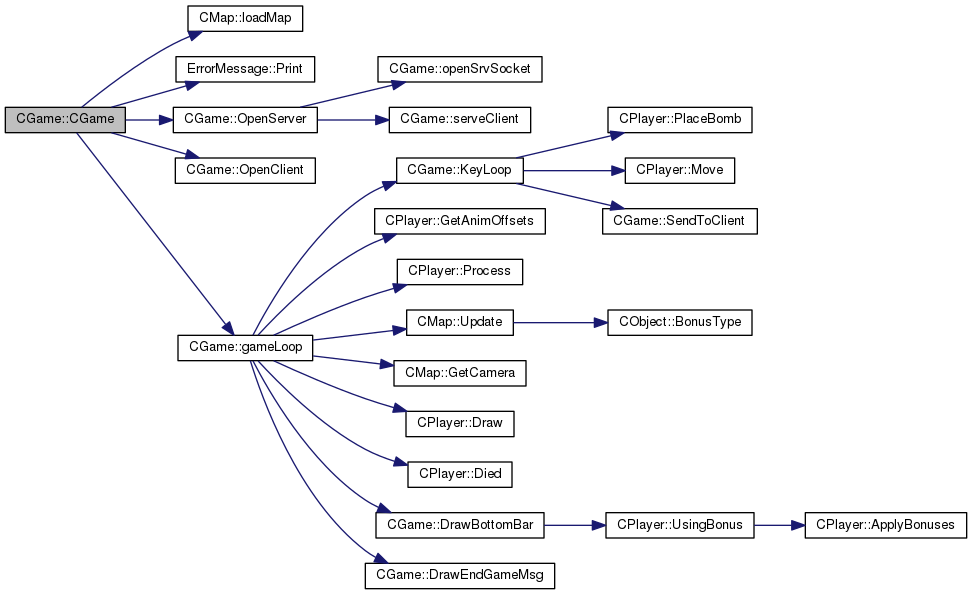 CMap::loadMap
ErrorMessage::Print
CGame::openSrvSocket
CGame::CGame
CGame::OpenServer
CGame::serveClient
CPlayer::PlaceBomb
CGame::OpenClient
CGame::KeyLoop
CPlayer::Move
CPlayer::GetAnimOffsets
CGame::SendToClient
CPlayer::Process
CMap::Update
CObject::BonusType
CGame::gameLoop
CMap::GetCamera
CPlayer::Draw
CPlayer::Died
CGame::DrawBottomBar
CPlayer::UsingBonus
CPlayer::ApplyBonuses
CGame::DrawEndGameMsg